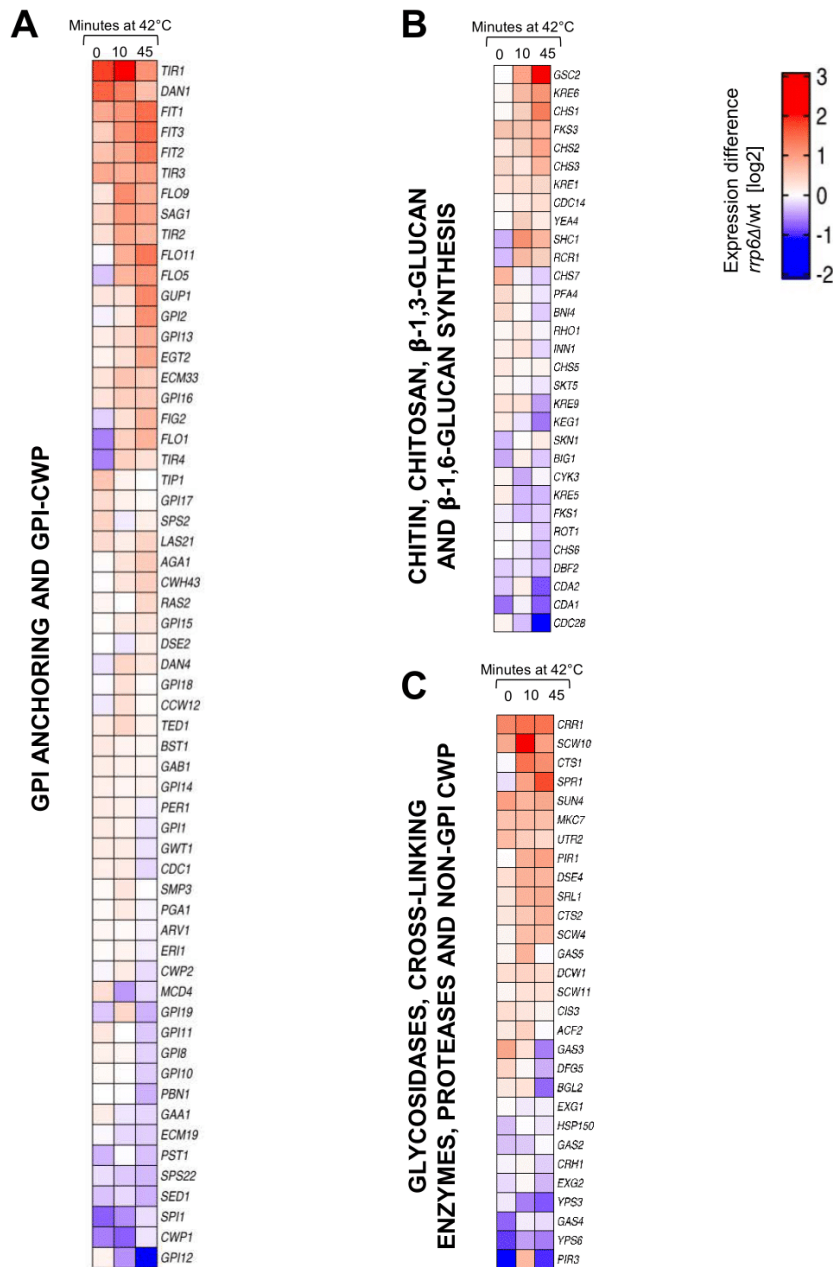 A
Minutes at 42°C
0 10 45
GPI ANCHORING AND GPI-CWP
TIR1
DAN1
FIT1
FIT3
FIT2
TIR3
FLO9
SAG1
TIR2
FLO11
FLO5
GUP1
GPI2
GPI13
EGT2
ECM33
GPI16
FIG2
FLO1
TIR4
TIP1
GPI17
SPS2
LAS21
AGA1
CWH43
RAS2
GPI15
DSE2
DAN4
GPI18
CCW12
TED1
BST1
GAB1
GPI14
PER1
GPI1
GWT1
CDC1
SMP3
PGA1
ARV1
ERI1
CWP2
MCD4
GPI19
GPI11
GPI8
GPI10
PBN1
GAA1
ECM19
PST1
SPS22
SED1
SPI1
CWP1
GPI12
B
Minutes at 42°C
0 10 45
CHITIN, CHITOSAN, β-1,3-GLUCAN
AND β-1,6-GLUCAN SYNTHESIS
GSC2
KRE6
CHS1
FKS3
CHS2
CHS3
KRE1
CDC14
YEA4
SHC1
RCR1
CHS7
PFA4
BNI4
RHO1
INN1
CHS5
SKT5
KRE9
KEG1
SKN1
BIG1
CYK3
KRE5
FKS1
ROT1
CHS6
DBF2
CDA2
CDA1
CDC28
Expression difference
rrp6Δ/wt [log2]
3
2
1
0
-1
-2
C
Minutes at 42°C
0 10 45
GLYCOSIDASES, CROSS-LINKING
ENZYMES, PROTEASES AND NON-GPI CWP
CRR1
SCW10
CTS1
SPR1
SUN4
MKC7
UTR2
PIR1
DSE4
SRL1
CTS2
SCW4
GAS5
DCW1
SCW11
CIS3
ACF2
GAS3
DFG5
BGL2
EXG1
HSP150
GAS2
CRH1
EXG2
YPS3
GAS4
YPS6
PIR3